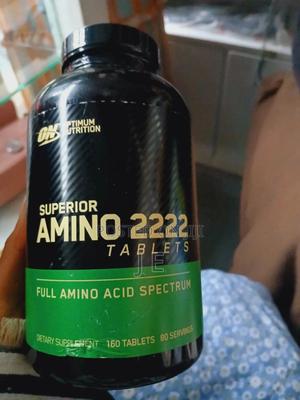 ON OPTIMUM
NUTRITION
SUPERIOR
AMINO 2222
TABLETS
FULL AMINO ACID SPECTRUM
DIETARY SUPPLEMENT 160 TABLETS 80 SERVINGS